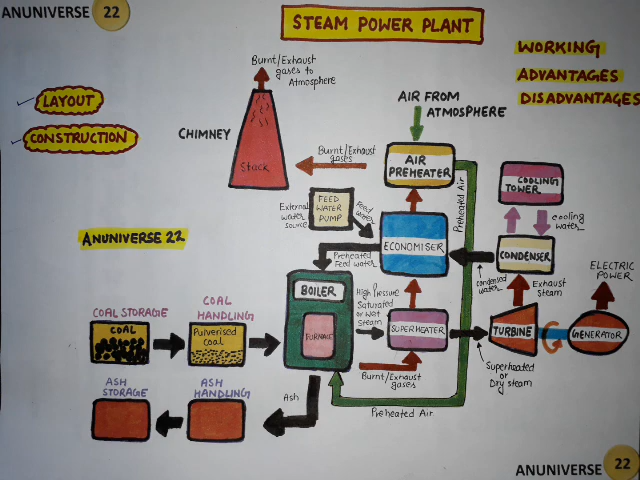 ANUNIVERSE 22
STEAM POWER PLANT
WORKING
ADVANTAGES
DISADVANTAGES
LAYOUT
CONSTRUCTION
Burnt/Exhaust
gases to
Atmosphere
CHIMNEY
Stack
Burnt/Exhaust
gases
AIR FROM
ATMOSPHERE
AIR
PREHEATER
Preheated Air
COOLING
TOWER
cooling
water
External
water
source
FEED
WATER
PUMP
Feed
water
ECONOMISER
CONDENSER
condensed
water
Exhaust
steam
ELECTRIC
POWER
ANUNIVERSE 22
Preheated
Feed water
BOILER
FURNACE
High Pressure
Saturated
or Wet
Steam
SUPERHEATER
TURBINE
GENERATOR
COAL STORAGE
COAL
COAL
HANDLING
Pulverised
coal
Burnt/Exhaust
gases
Superheated
or
Dry steam
ASH
STORAGE
ASH
HANDLING
Ash
Preheated Air
ANUNIVERSE 22